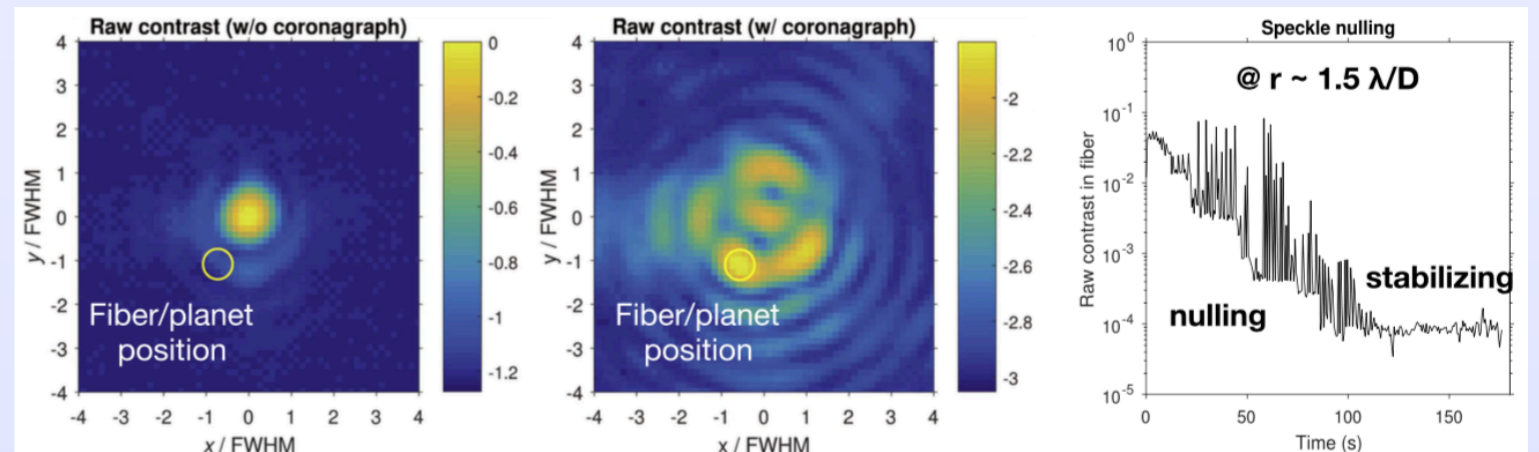 Raw contrast (w/o coronagraph)
4
3
2
1
0
-1
-2
-3
-4
y / FWHM
-4 -3 -2 -1 0 1 2 3 4
x / FWHM
Fiber/planet
position
0
-0.2
-0.4
-0.6
-0.8
-1
-1.2
Raw contrast (w/ coronagraph)
4
3
2
1
0
-1
-2
-3
-4
y / FWHM
-4 -3 -2 -1 0 1 2 3 4
x / FWHM
Fiber/planet
position
-2
-2.2
-2.4
-2.6
-2.8
-3
Speckle nulling
@ r ~ 1.5 λ/D
10⁰
10⁻¹
10⁻²
10⁻³
10⁻⁴
10⁻⁵
Raw contrast in fiber
stabilizing
nulling
0 50 100 150
Time (s)